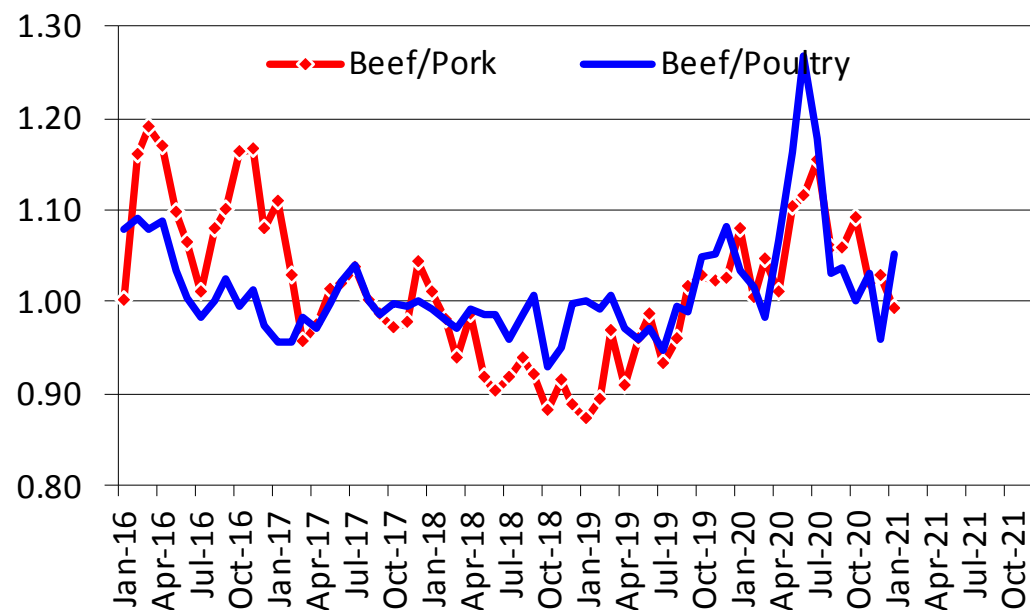 1.30
Beef/Pork Beef/Poultry
1.20
1.10
1.00
0.90
0.80
Jan-16
Apr-16
Jul-16
Oct-16
Jan-17
Apr-17
Jul-17
Oct-17
Jan-18
Apr-18
Jul-18
Oct-18
Jan-19
Apr-19
Jul-19
Oct-19
Jan-20
Apr-20
Jul-20
Oct-20
Jan-21
Apr-21
Jul-21
Oct-21